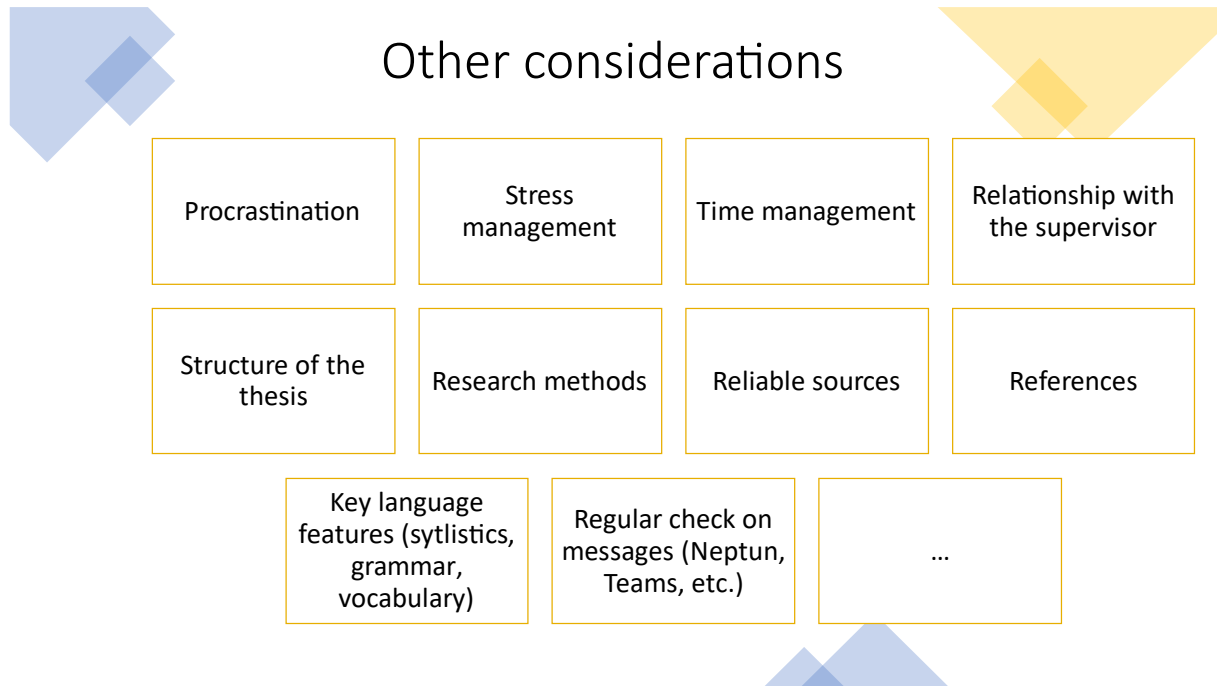 Other considerations
Procrastination
Stress
management
Time management
Relationship with
the supervisor
Structure of the
thesis
Research methods
Reliable sources
References
Key language
features (sytlistics,
grammar,
vocabulary)
Regular check on
messages (Neptun,
Teams, etc.)
...